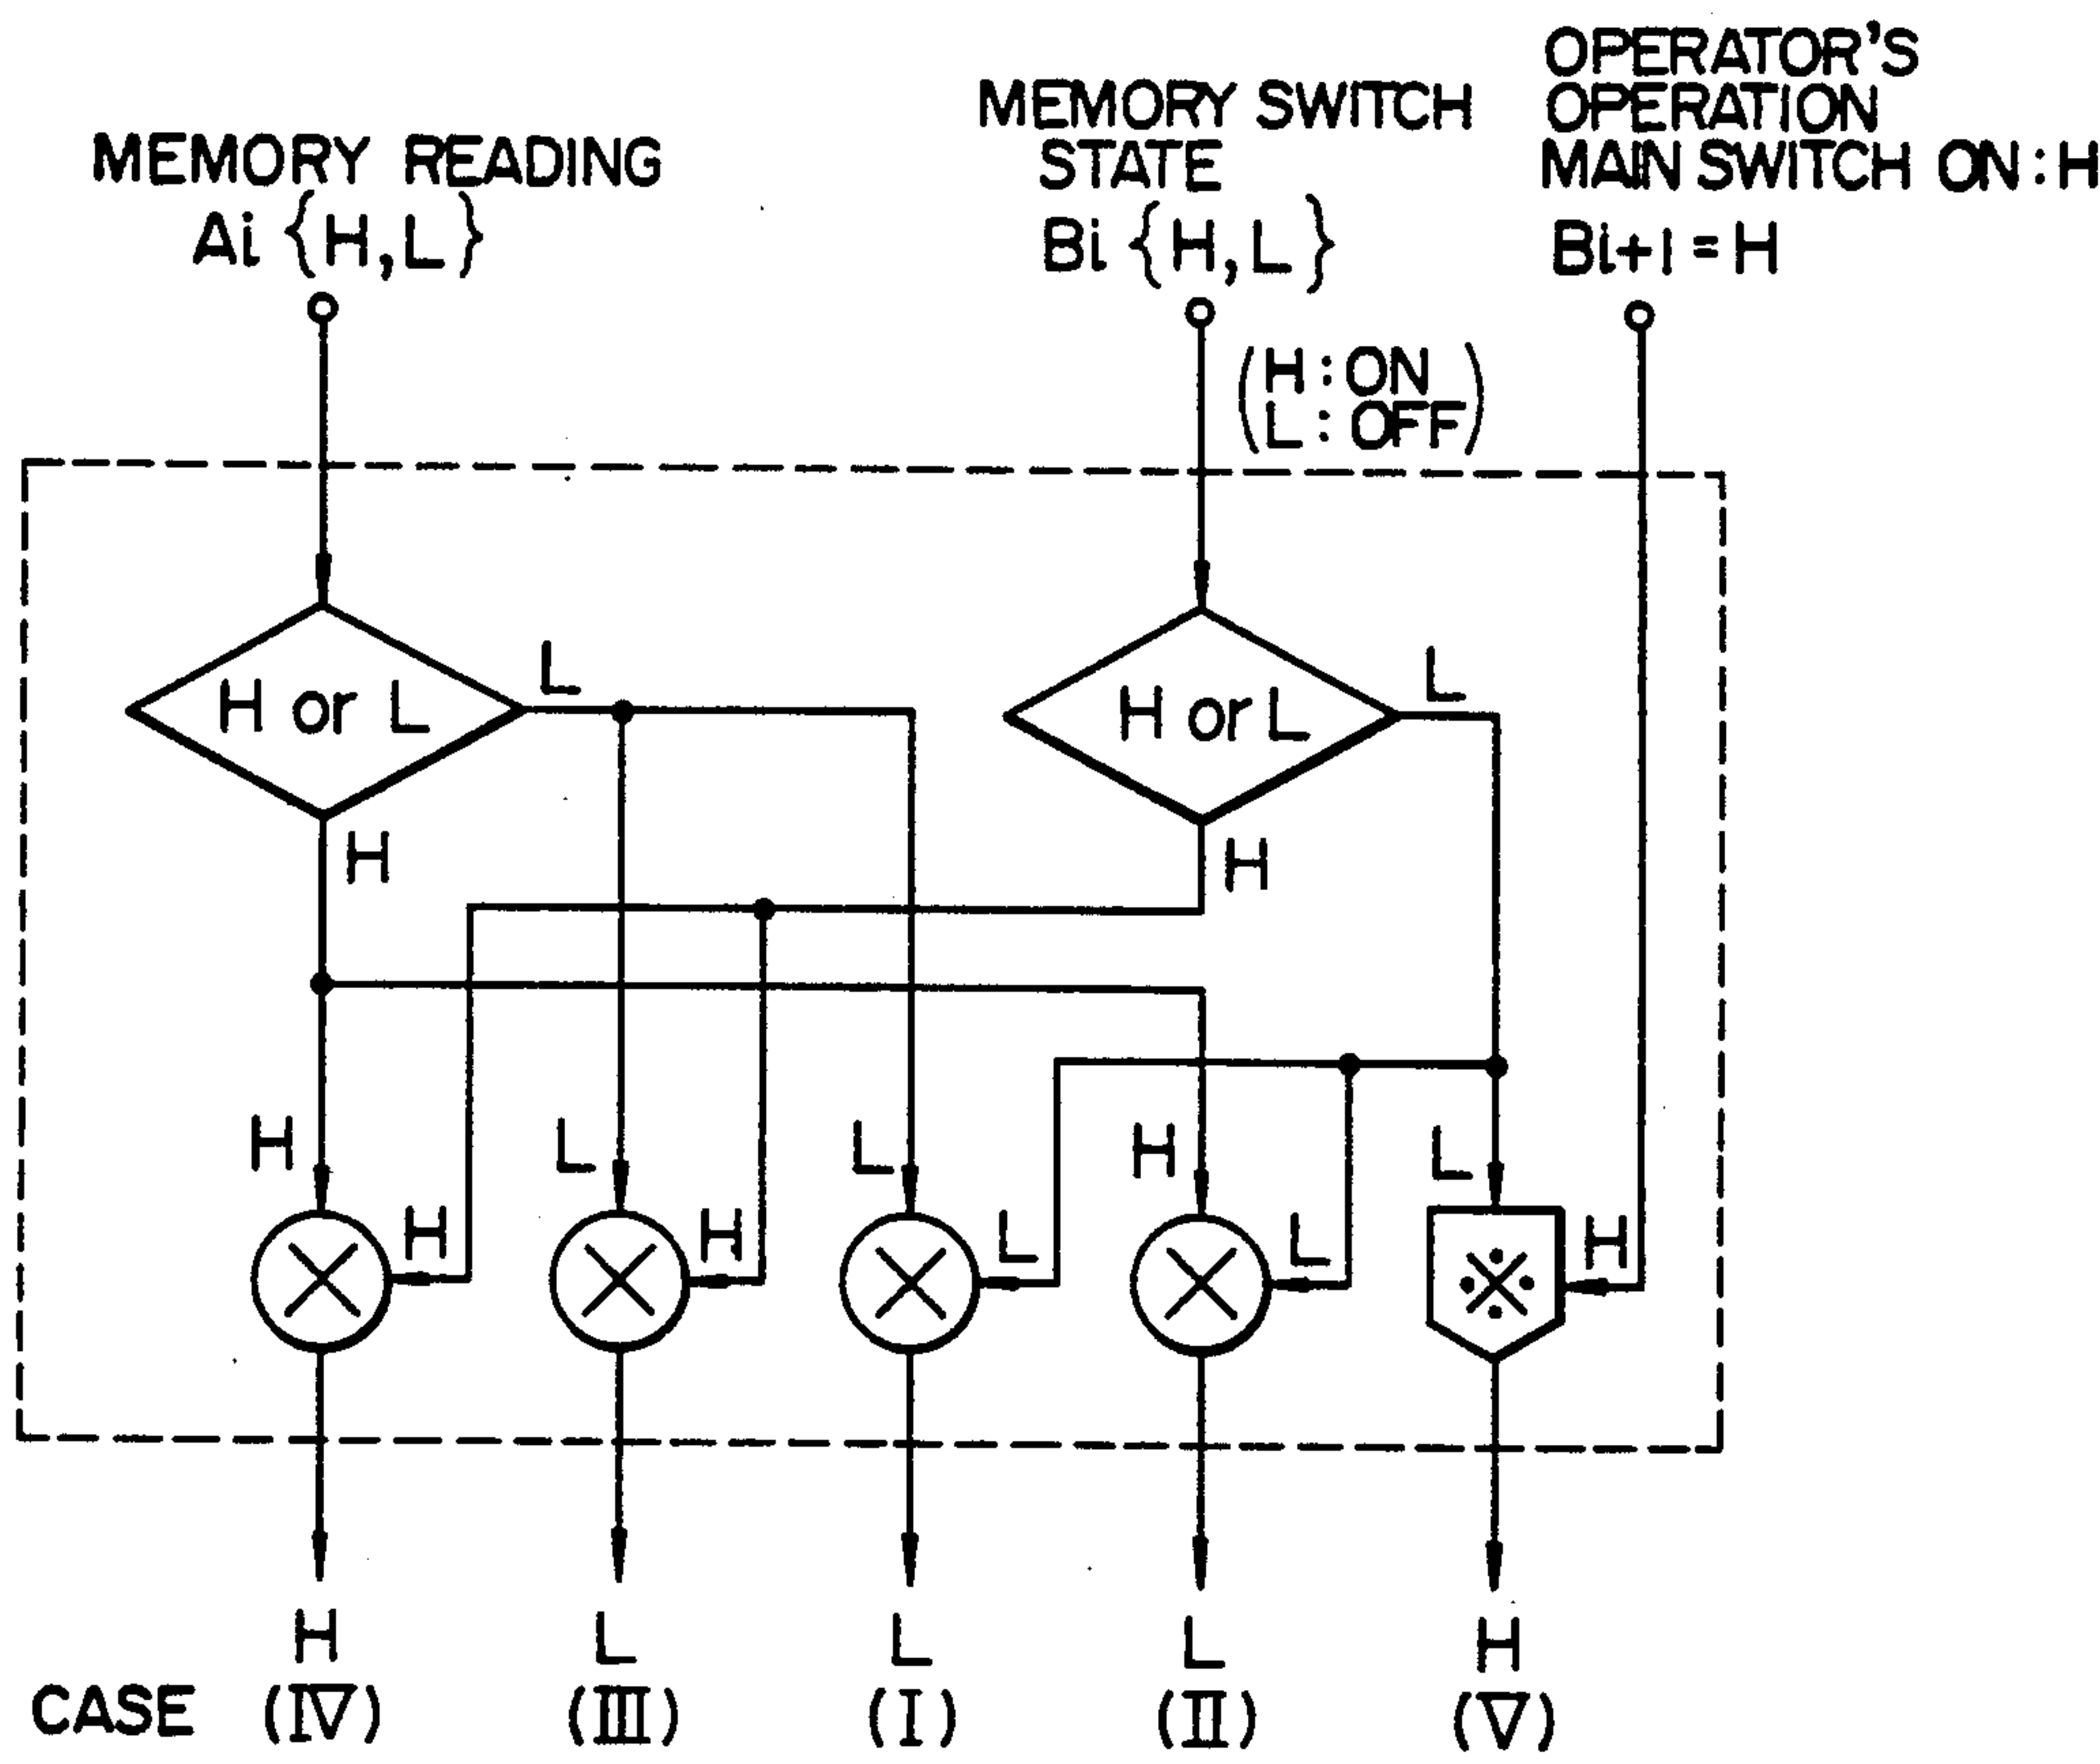 MEMORY READING
Ai {H,L}
MEMORY SWITCH
STATE
Bi {H,L}
OPERATOR'S
OPERATION
MAIN SWITCH ON:H
Bi+1=H
(H:ON
L:OFF)
H or L
L
H
H or L
L
H
H
H
L
H
L
L
H
L
L
H
※
H
L
L
L
H
CASE (IV) (III) (I) (II) (V)